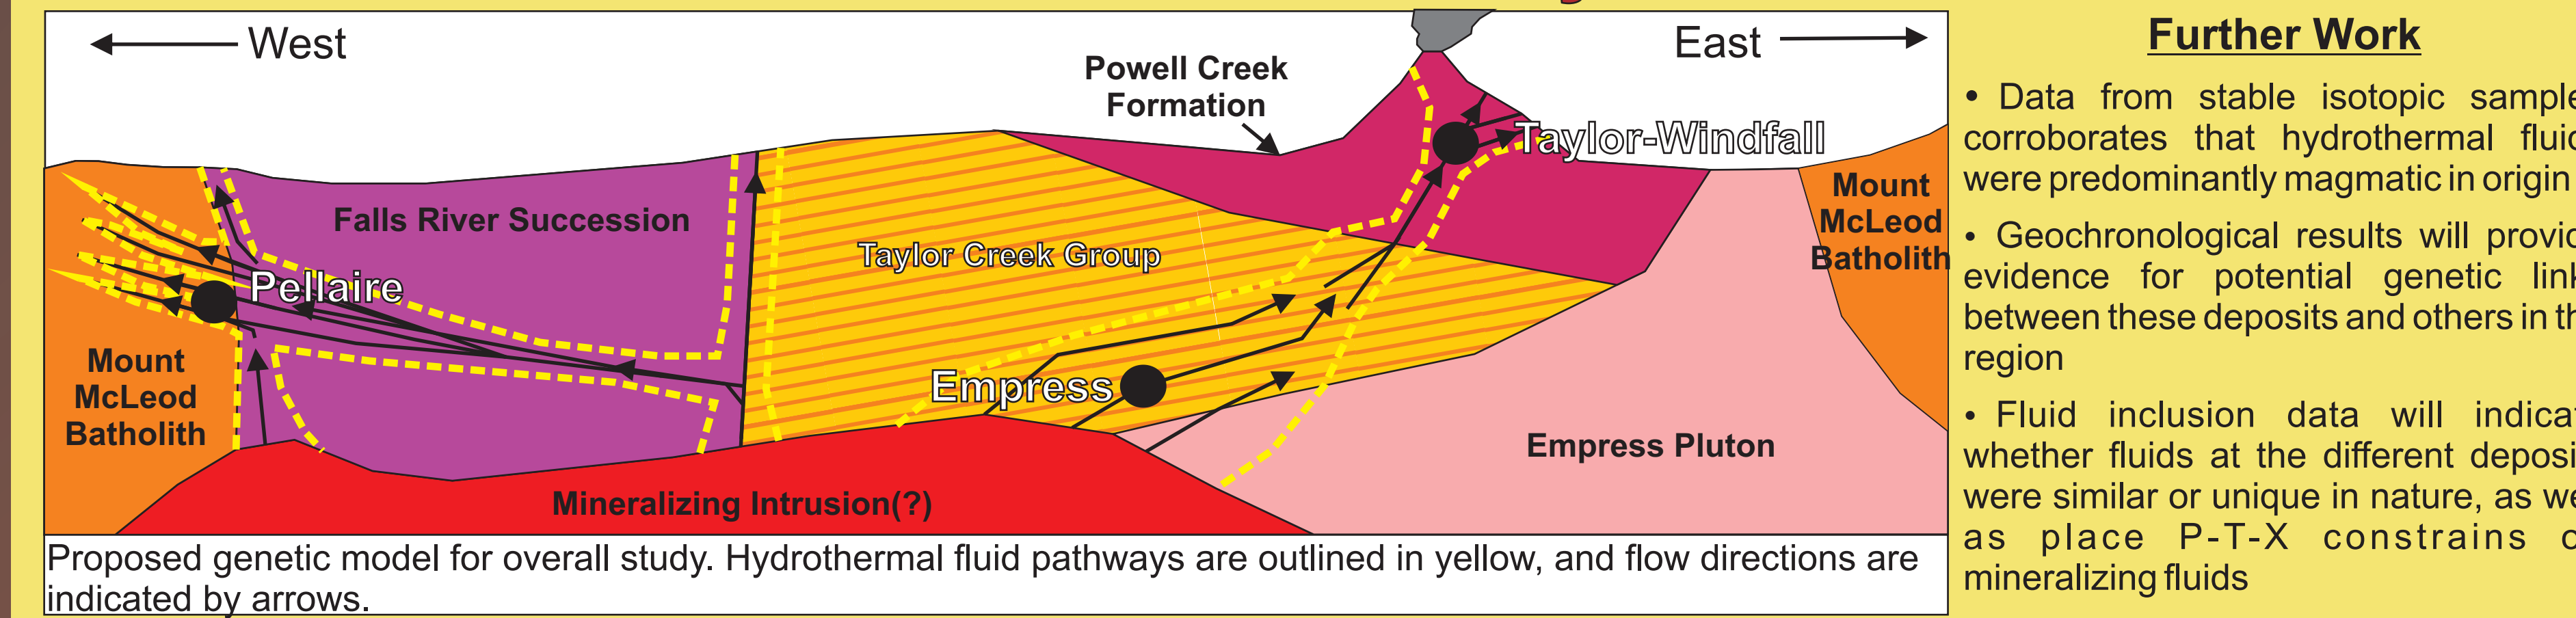 West
East
Powell Creek
Formation
Taylor-Windfall
Mount
McLeod
Batholith
Falls River Succession
Taylor Creek Group
Pellaire
Empress
Mount
McLeod
Batholith
Empress Pluton
Mineralizing Intrusion(?)
Proposed genetic model for overall study. Hydrothermal fluid pathways are outlined in yellow, and flow directions are
indicated by arrows.
Further Work
• Data from stable isotopic sample
corroborates that hydrothermal fluid
were predominantly magmatic in origin
• Geochronological results will provid
evidence for potential genetic link
between these deposits and others in th
region
• Fluid inclusion data will indicat
whether fluids at the different deposi
were similar or unique in nature, as we
as place P-T-X constrains o
mineralizing fluids